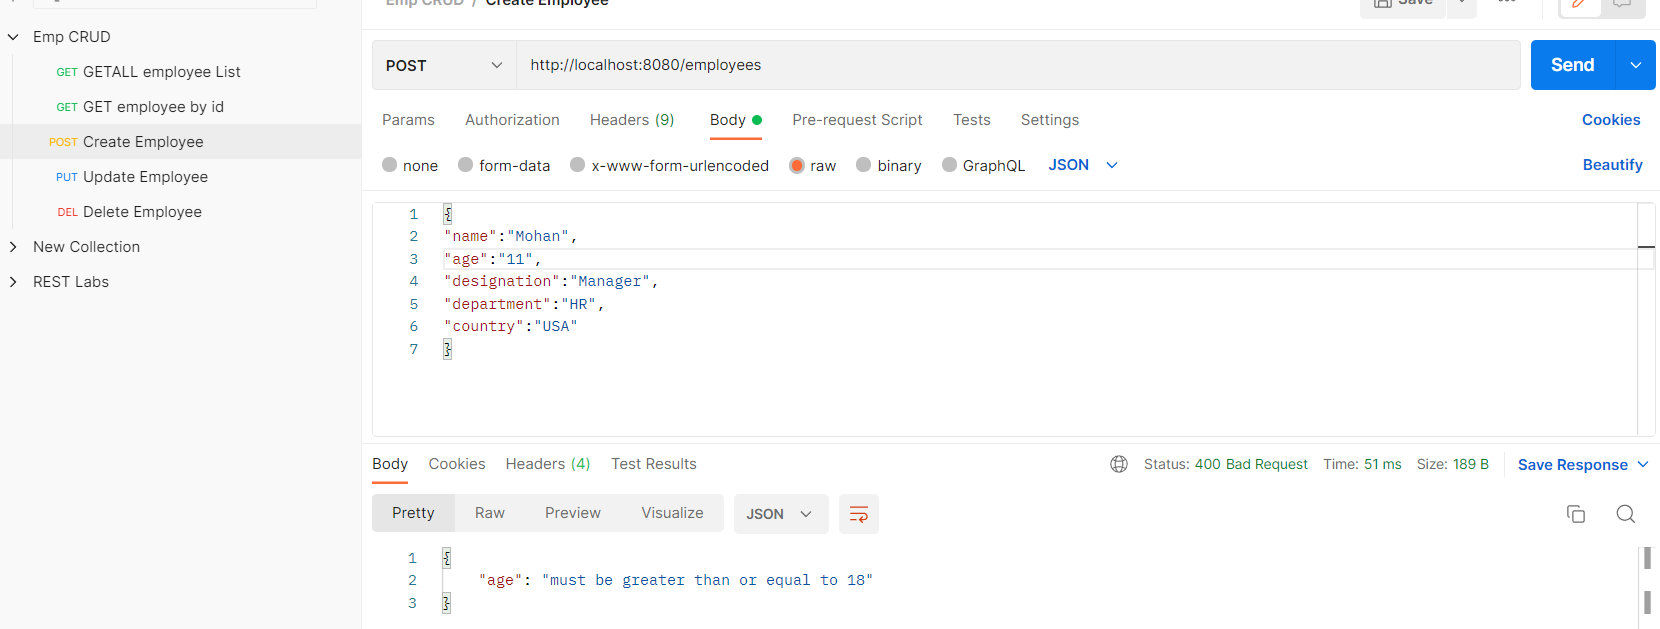 Emp CRUD / Create Employee
Save
Emp CRUD
GET GETALL employee List
GET GET employee by id
POST Create Employee
PUT Update Employee
DEL Delete Employee
New Collection
REST Labs
POST http://localhost:8080/employees Send
Params Authorization Headers (9) Body Pre-request Script Tests Settings Cookies
none form-data x-www-form-urlencoded raw binary GraphQL JSON Beautify
1 {
2 "name":"Mohan",
3 "age":"11",
4 "designation":"Manager",
5 "department":"HR",
6 "country":"USA"
7 }
Body Cookies Headers (4) Test Results Status: 400 Bad Request Time: 51 ms Size: 189 B Save Response
Pretty Raw Preview Visualize JSON
1 {
2 "age": "must be greater than or equal to 18"
3 }